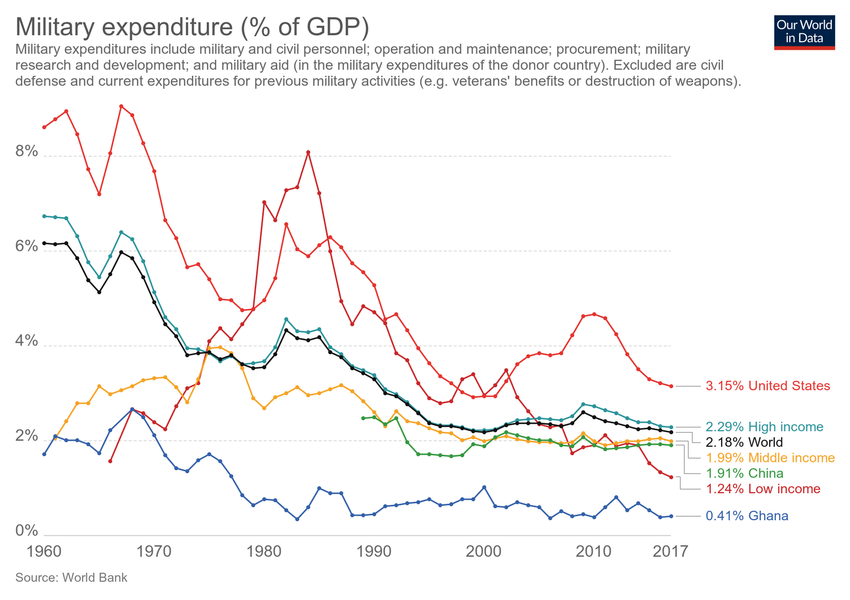 Military expenditure (% of GDP)
Our World
in Data
Military expenditures include military and civil personnel; operation and maintenance; procurement; military
research and development; and military aid (in the military expenditures of the donor country). Excluded are civil
defense and current expenditures for previous military activities (e.g. veterans' benefits or destruction of weapons).
8%
6%
4%
2%
0%
3.15% United States
2.29% High income
2.18% World
1.99% Middle income
1.91% China
1.24% Low income
0.41% Ghana
1960 1970 1980 1990 2000 2010 2017
Source: World Bank